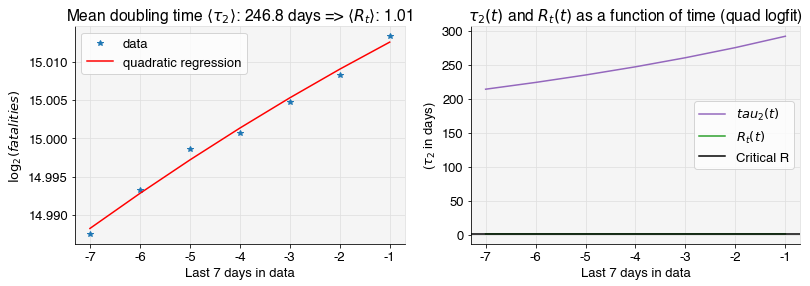 Mean doubling time ⟨τ₂⟩: 246.8 days => ⟨Rₜ⟩: 1.01
data
quadratic regression
log₂(fatalities)
15.010
15.005
15.000
14.995
14.990
-7 -6 -5 -4 -3 -2 -1
Last 7 days in data
τ₂(t) and Rₜ(t) as a function of time (quad logfit)
tau₂(t)
Rₜ(t)
Critical R
(τ₂ in days)
300
250
200
150
100
50
0
-7 -6 -5 -4 -3 -2 -1
Last 7 days in data